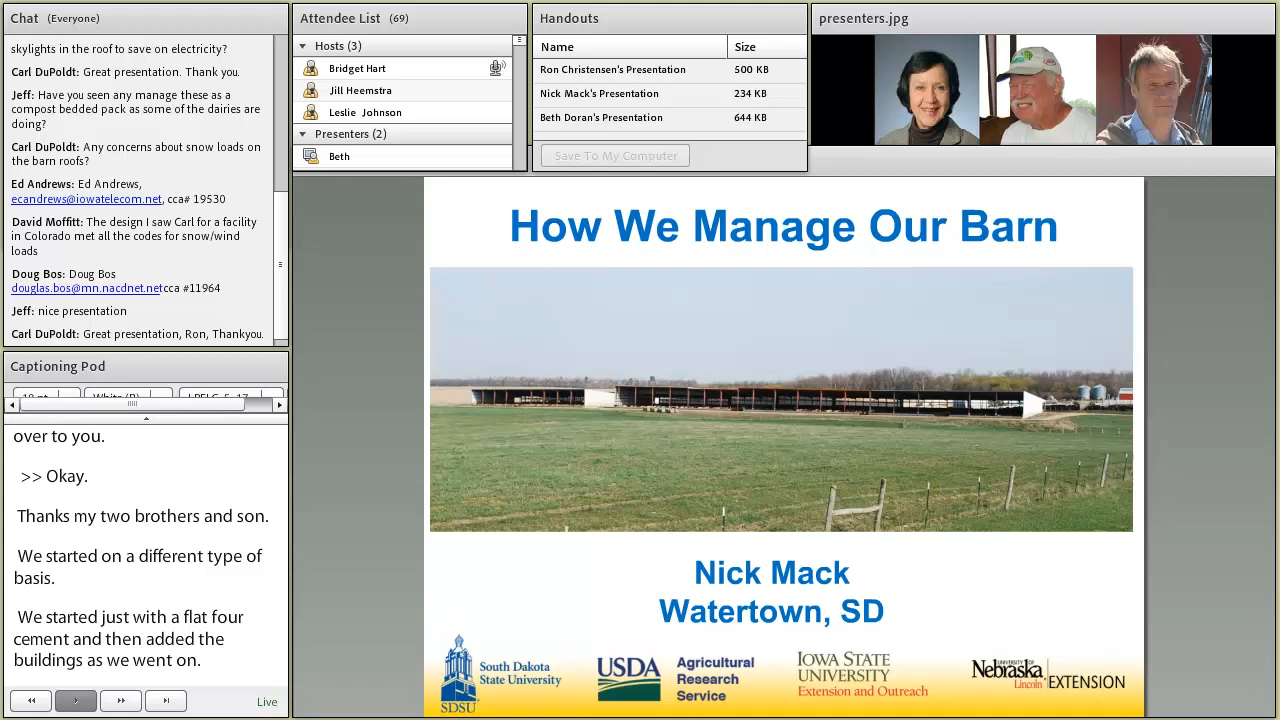 Chat (Everyone)
skylights in the roof to save on electricity?
Carl DuPoldt: Great presentation. Thank you.
Jeff: Have you seen any manage these as a
compost bedded pack as some of the dairies are
doing?
Carl DuPoldt: Any concerns about snow loads on
the barn roofs?
Ed Andrews: Ed Andrews,
ecandrews@iowatelecom.net, cca# 19530
David Moffitt: The design I saw Carl for a facility
in Colorado met all the codes for snow/wind
loads
Doug Bos: Doug Bos
douglas.bos@mn.nacdnet.netcca #11964
Jeff: nice presentation
Carl DuPoldt: Great presentation, Ron, Thankyou.
Captioning Pod
over to you.
>> Okay.
Thanks my two brothers and son.
We started on a different type of
basis.
We started just with a flat four
cement and then added the
buildings as we went on.
Live
Attendee List (69)
Hosts (3)
Bridget Hart
Jill Heemstra
Leslie Johnson
Presenters (2)
Beth
Handouts
Name Size
Ron Christensen's Presentation 500 KB
Nick Mack's Presentation 234 KB
Beth Doran's Presentation 644 KB
Save To My Computer
presenters.jpg
How We Manage Our Barn
Nick Mack
Watertown, SD
SDSU
South Dakota
State University
USDA
Agricultural
Research
Service
IOWA STATE
UNIVERSITY
Extension and Outreach
UNIVERSITY OF
Nebraska
Lincoln
EXTENSION